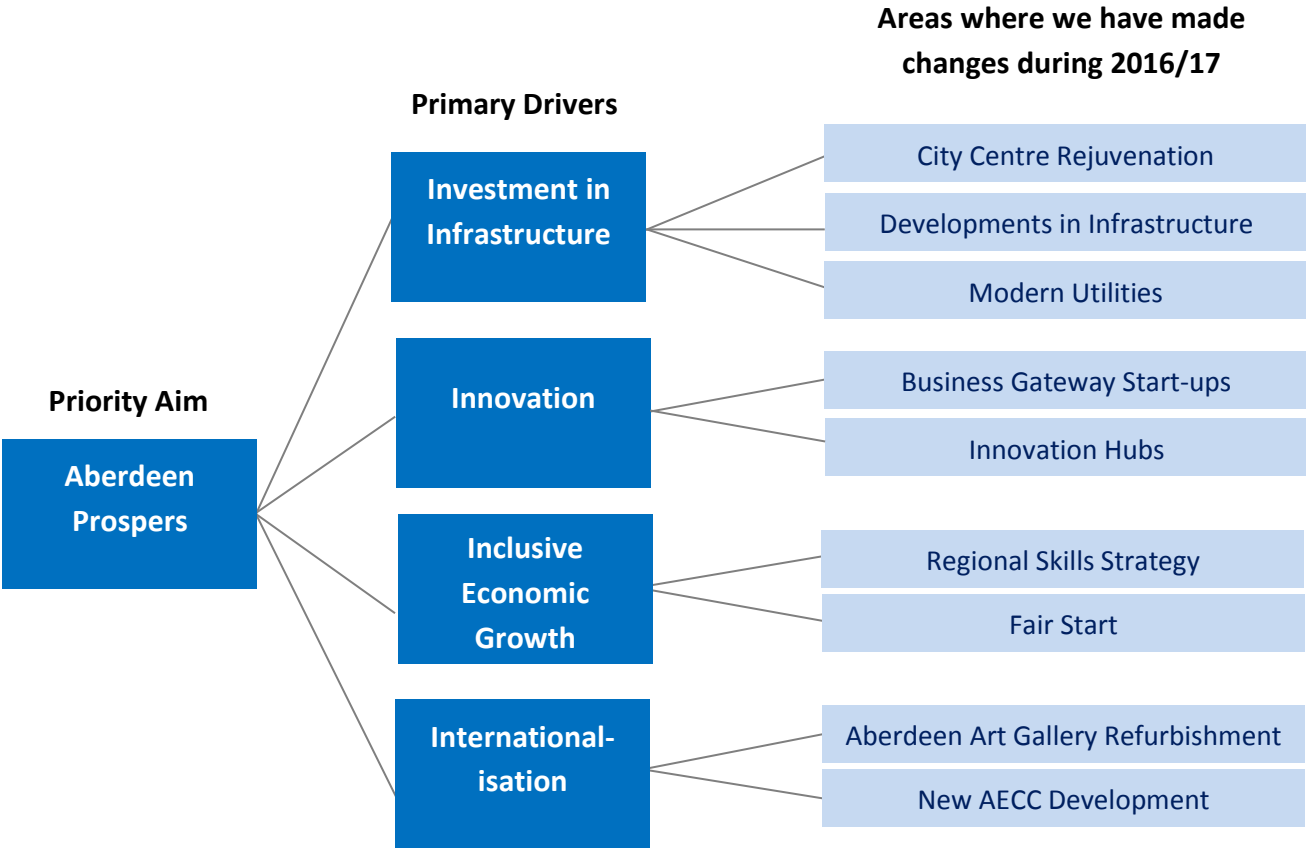 Areas where we have made
changes during 2016/17
Primary Drivers
Priority Aim
Aberdeen
Prospers
Investment in
Infrastructure
City Centre Rejuvenation
Developments in Infrastructure
Modern Utilities
Innovation
Business Gateway Start-ups
Innovation Hubs
Inclusive
Economic
Growth
Regional Skills Strategy
Fair Start
International-
isation
Aberdeen Art Gallery Refurbishment
New AECC Development